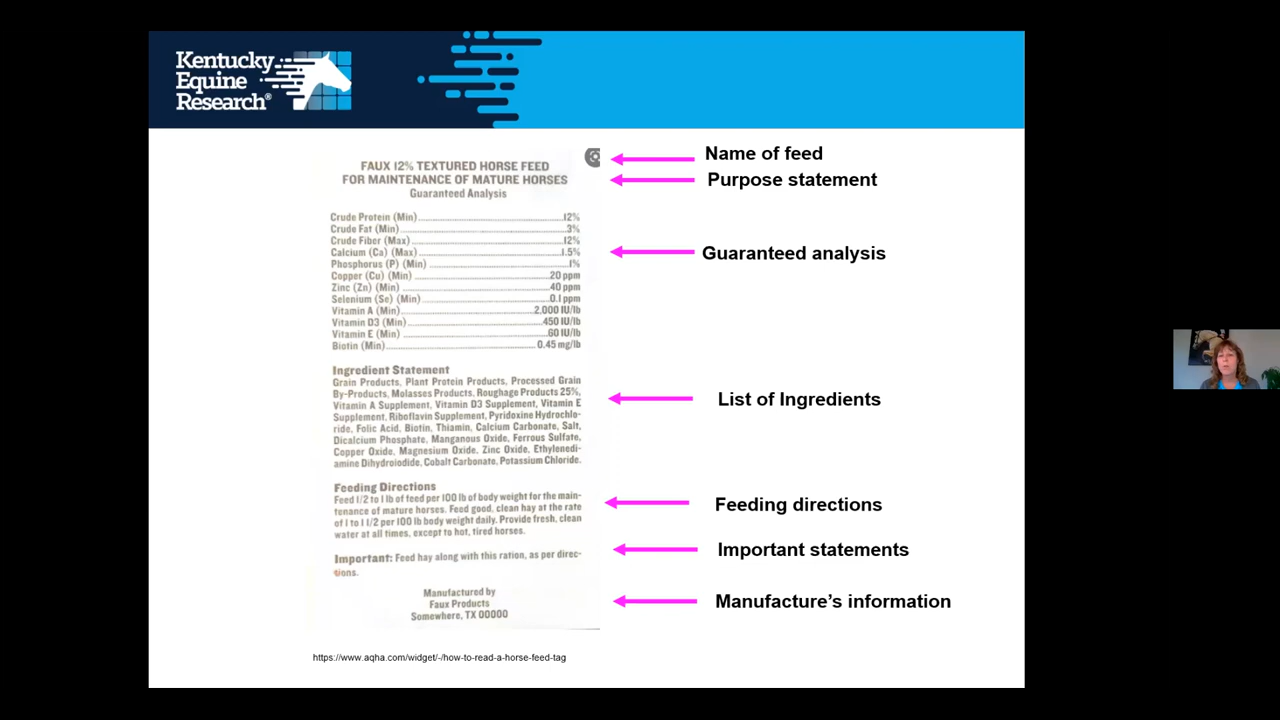 Kentucky
Equine
Research®
FAUX 12% TEXTURED HORSE FEED
FOR MAINTENANCE OF MATURE HORSES
Guaranteed Analysis
Crude Protein (Min)........12%
Crude Fat (Min)........3%
Crude Fiber (Max)........12%
Calcium (Ca) (Max)........1.5%
Phosphorus (P) (Min)........1%
Copper (Cu) (Min)........20 ppm
Zinc (Zn) (Min)........40 ppm
Selenium (Se) (Min)........0.1 ppm
Vitamin A (Min)........2,000 IU/lb
Vitamin D3 (Min)........450 IU/lb
Vitamin E (Min)........60 IU/lb
Biotin (Min)........0.45 mg/lb
Ingredient Statement
Grain Products, Plant Protein Products, Processed Grain
By-Products, Molasses Products, Roughage Products 25%,
Vitamin A Supplement, Vitamin D3 Supplement, Vitamin E
Supplement, Riboflavin Supplement, Pyridoxine Hydrochlo-
ride, Folic Acid, Biotin, Thiamin, Calcium Carbonate, Salt,
Dicalcium Phosphate, Manganous Oxide, Ferrous Sulfate,
Copper Oxide, Magnesium Oxide, Zinc Oxide, Ethylenedi-
amine Dihydroiodide, Cobalt Carbonate, Potassium Chloride.
Feeding Directions
Feed 1/2 to 1 lb of feed per 100 lb of body weight for the main-
tenance of mature horses. Feed good, clean hay at the rate
of 1 to 1 1/2 per 100 lb body weight daily. Provide fresh, clean
water at all times, except to hot, tired horses.
Important: Feed hay along with this ration, as per direc-
tions.
Manufactured by
Faux Products
Somewhere, TX 00000
Name of feed
Purpose statement
Guaranteed analysis
List of Ingredients
Feeding directions
Important statements
Manufacture's information
https://www.aqha.com/widget/-/how-to-read-a-horse-feed-tag